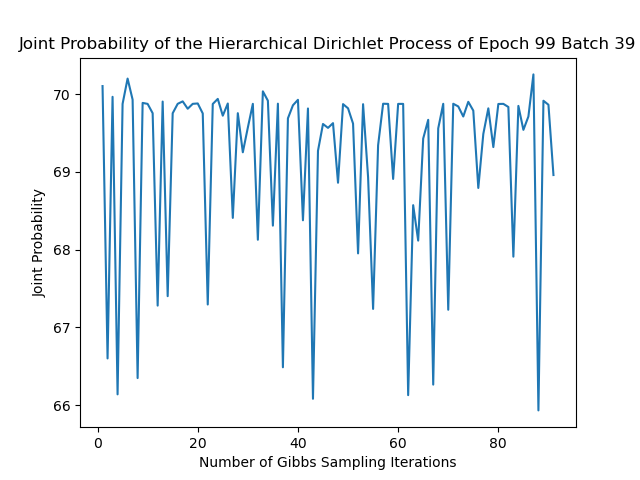 Joint Probability of the Hierarchical Dirichlet Process of Epoch 99 Batch 39
70
69
68
67
66
Joint Probability
0 20 40 60 80
Number of Gibbs Sampling Iterations